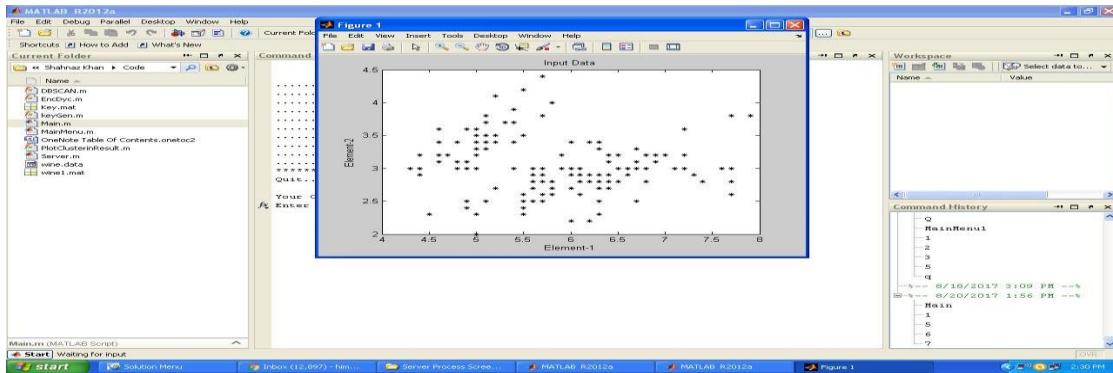 MATLAB R2012a
File Edit Debug Parallel Desktop Window Help
Current Fold
Shortcuts How to Add What's New
Current Folder
« Shahnaz Khan ▸ Code
Name
DBSCAN.m
EncDyc.m
Key.mat
keyGen.m
Main.m
MainMenu.m
OneNote Table Of Contents.onetoc2
PlotClusterinResult.m
Server.m
wine.data
wine1.mat
Main.m (MATLAB Script)
Command
*****
Quit..
Your C
fx Enter
Figure 1
File Edit View Insert Tools Desktop Window Help
Input Data
4.5
4
3.5
3
2.5
2
Element-2
4 4.5 5 5.5 6 6.5 7 7.5 8
Element-1
Workspace
Select data to...
Name Value
Command History
Q
MainMenu1
1
2
3
5
q
%-- 8/18/2017 3:09 PM --%
%-- 8/20/2017 1:56 PM --%
Main
1
5
6
7
Start Waiting for input
OVR
start
Solution Menu
Inbox (12,097) - him...
Server Process Scree...
MATLAB R2012a
MATLAB R2012a
Figure 1
2:30 PM